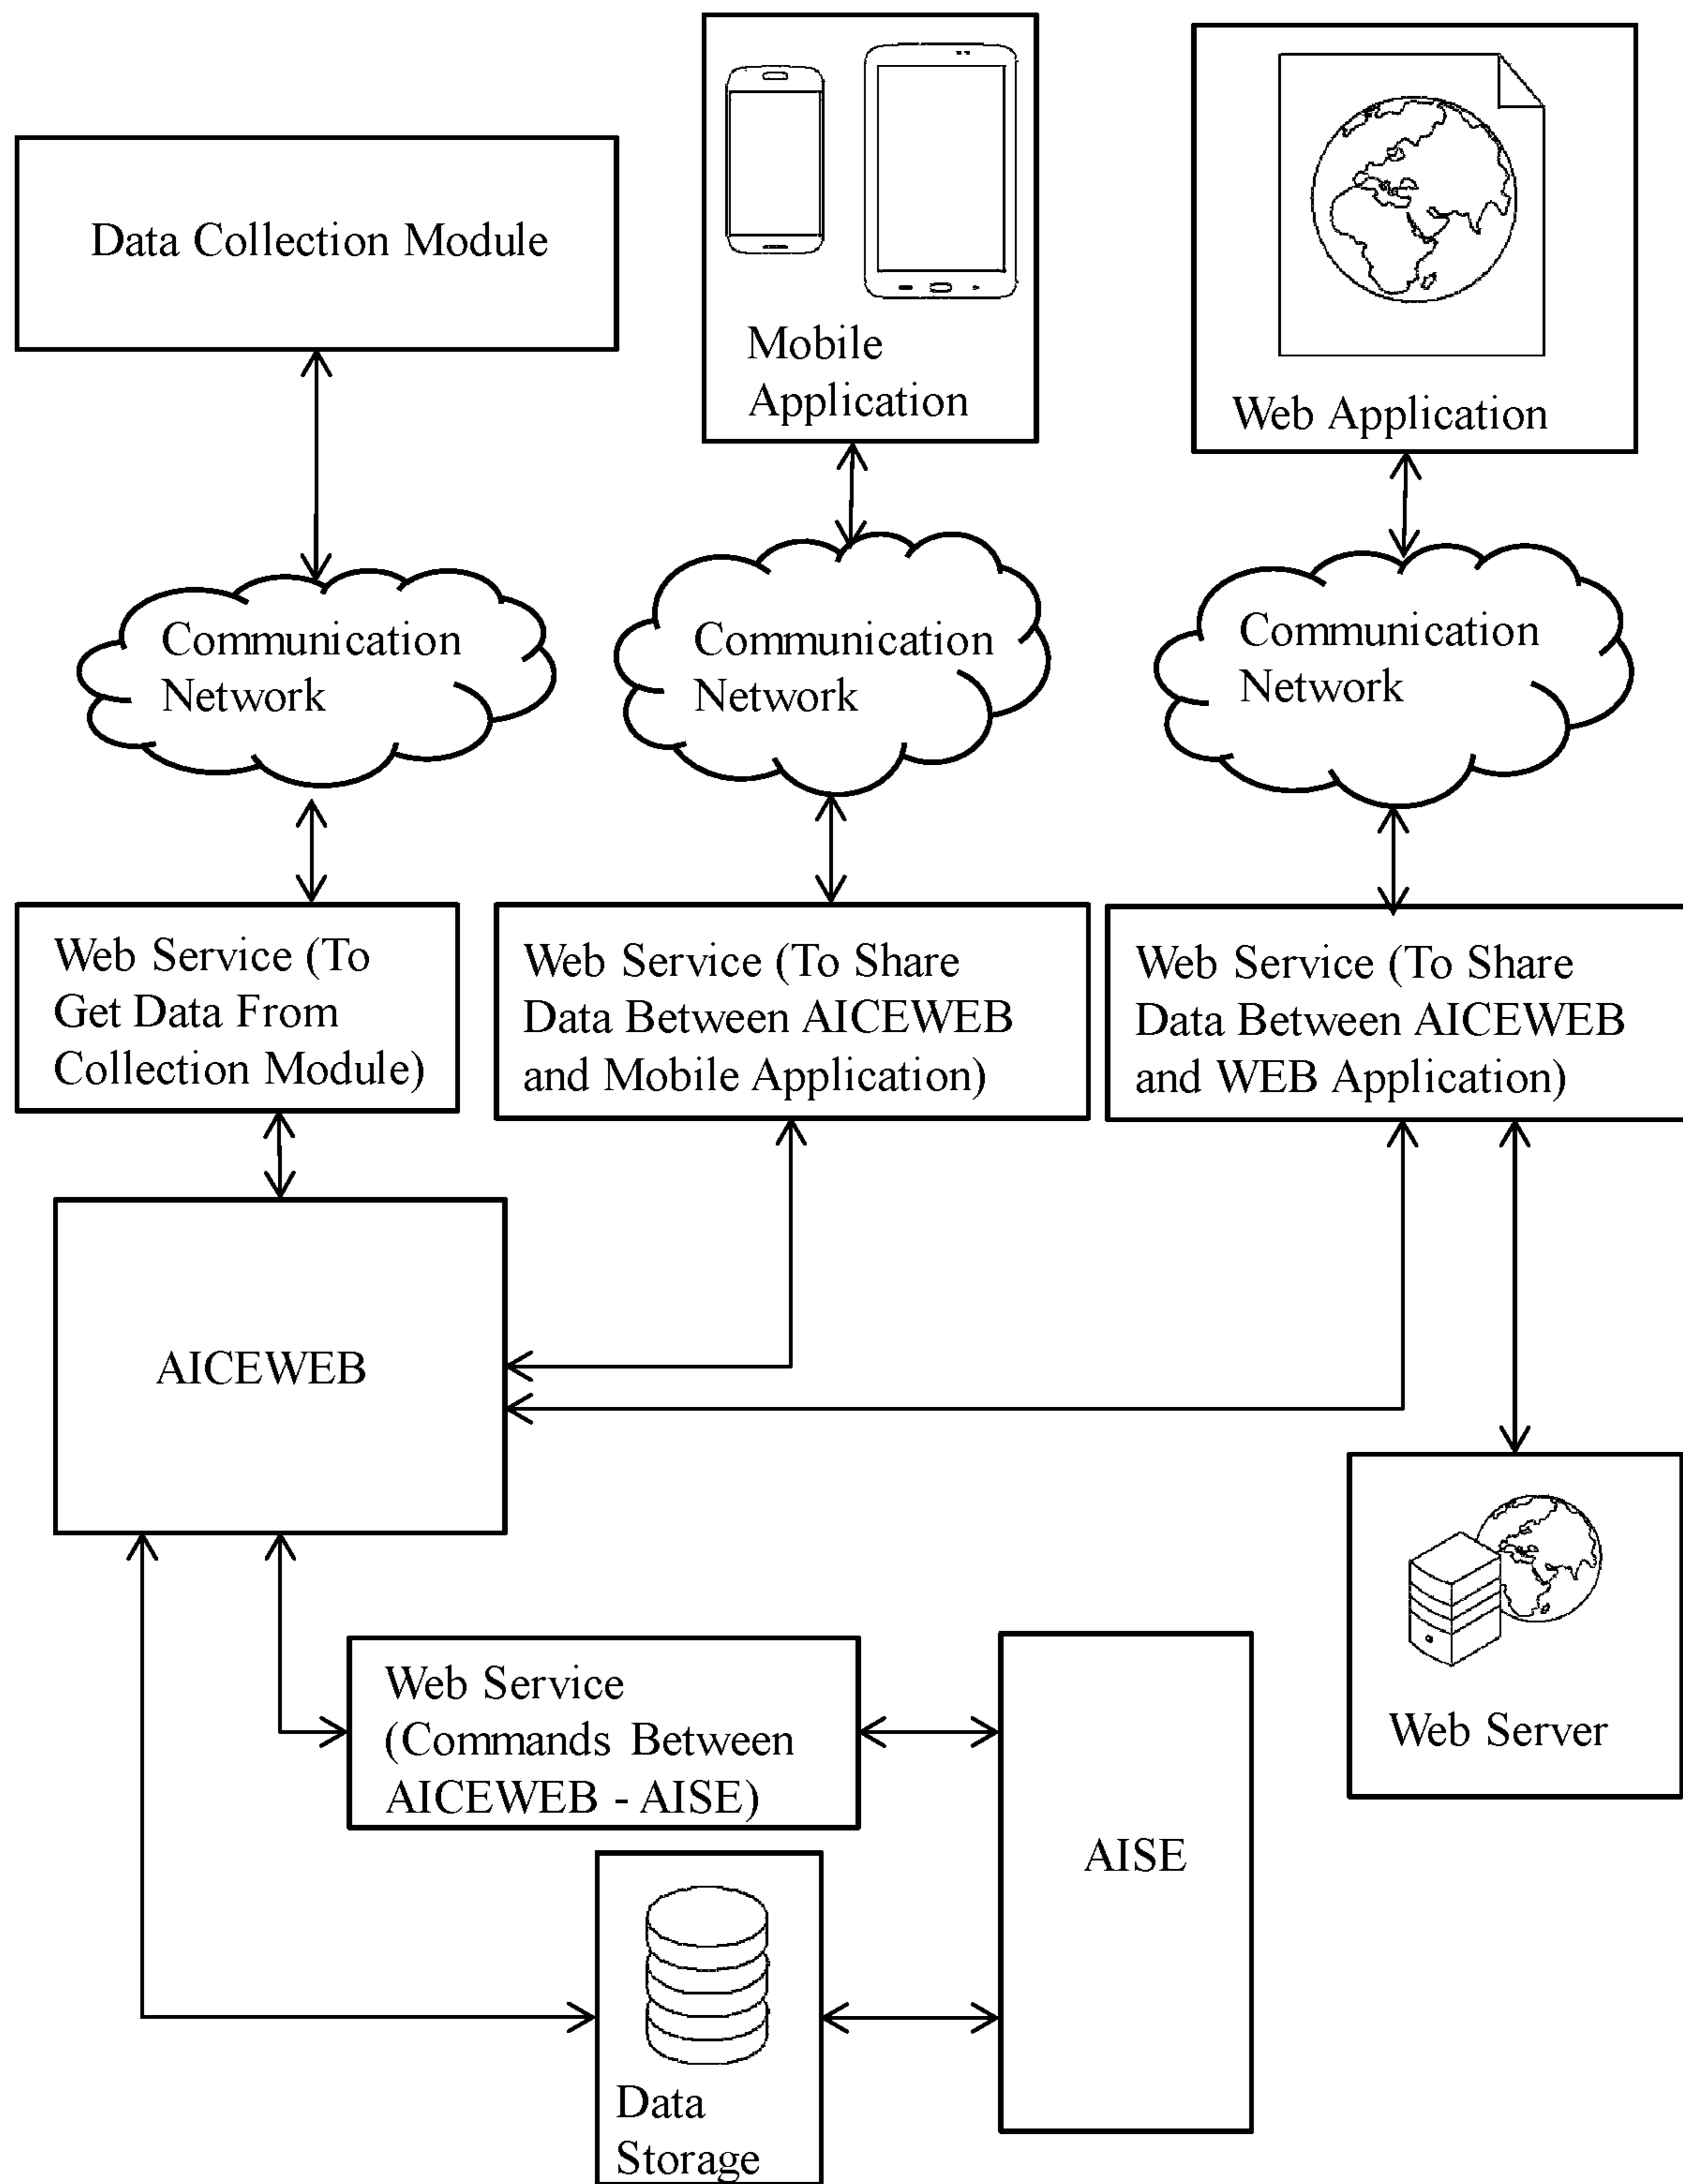 Data Collection Module
Mobile
Application
Web Application
Communication
Network
Communication
Network
Communication
Network
Web Service (To
Get Data From
Collection Module)
Web Service (To Share
Data Between AICEWEB
and Mobile Application)
Web Service (To Share
Data Between AICEWEB
and WEB Application)
AICEWEB
Web Service
(Commands Between
AICEWEB - AISE)
AISE
Web Server
Data
Storage